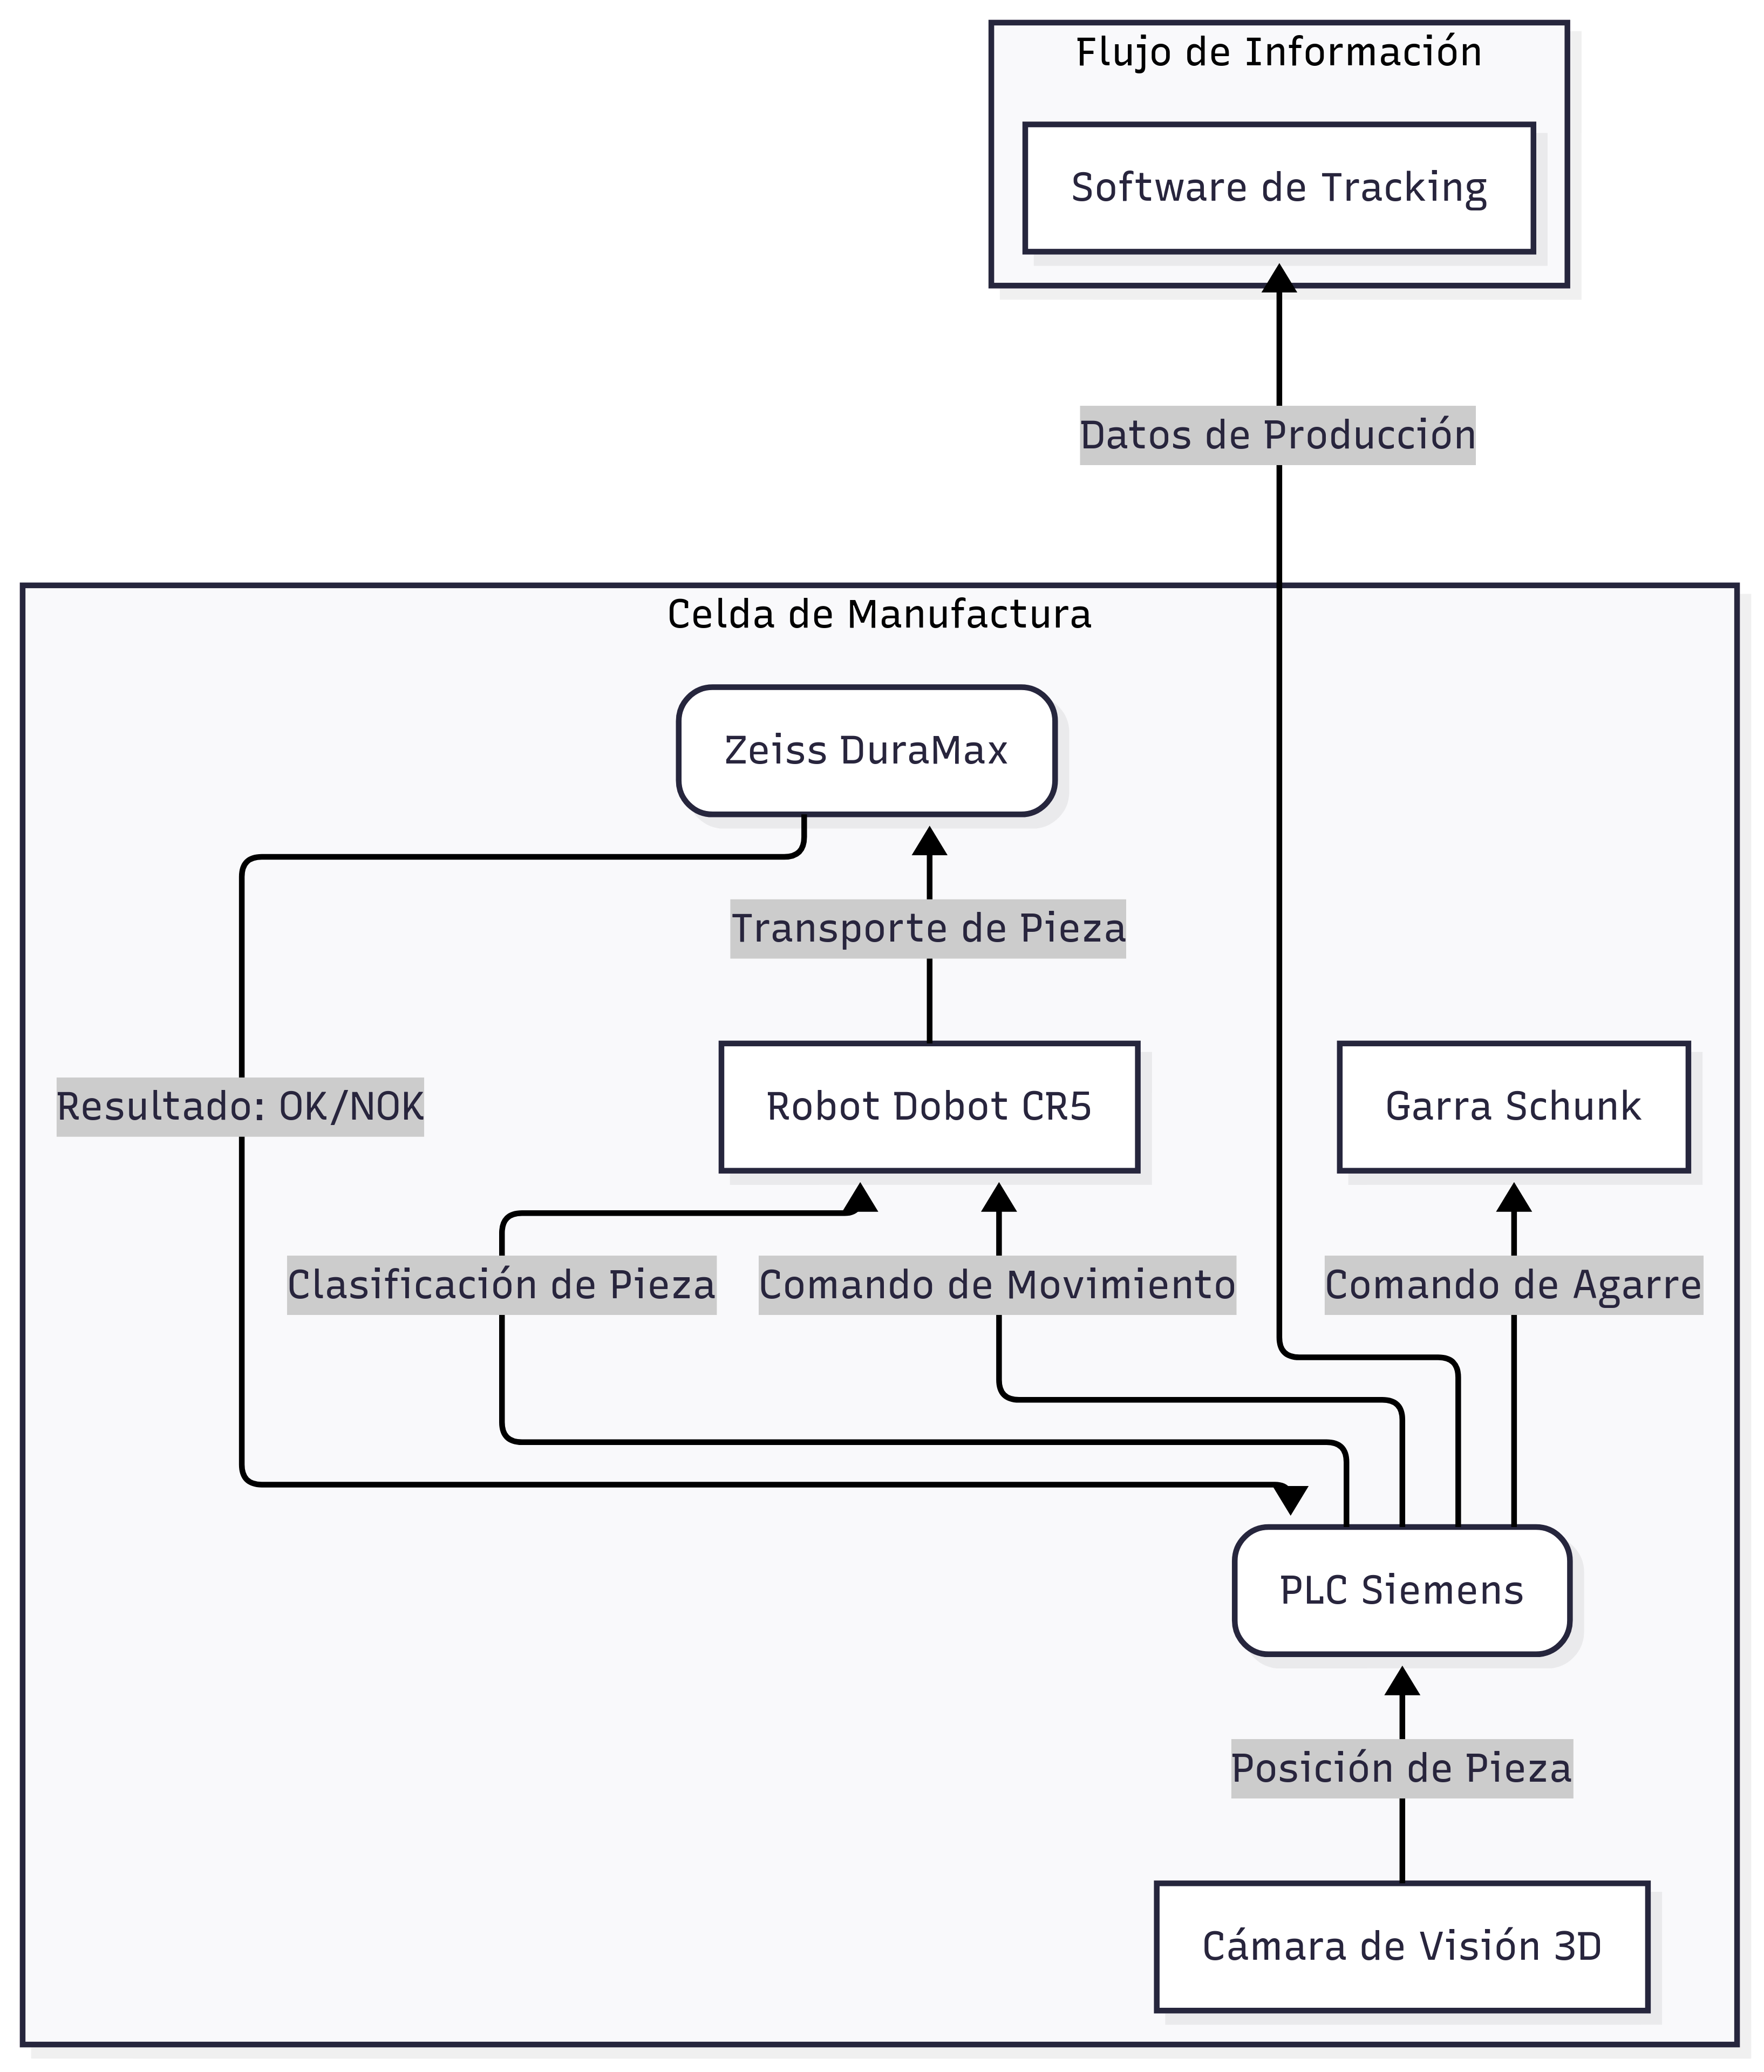 Flujo de Información
Software de Tracking
Datos de Producción
Celda de Manufactura
Zeiss DuraMax
Transporte de Pieza
Resultado: OK/NOK
Robot Dobot CR5
Garra Schunk
Clasificación de Pieza
Comando de Movimiento
Comando de Agarre
PLC Siemens
Posición de Pieza
Cámara de Visión 3D